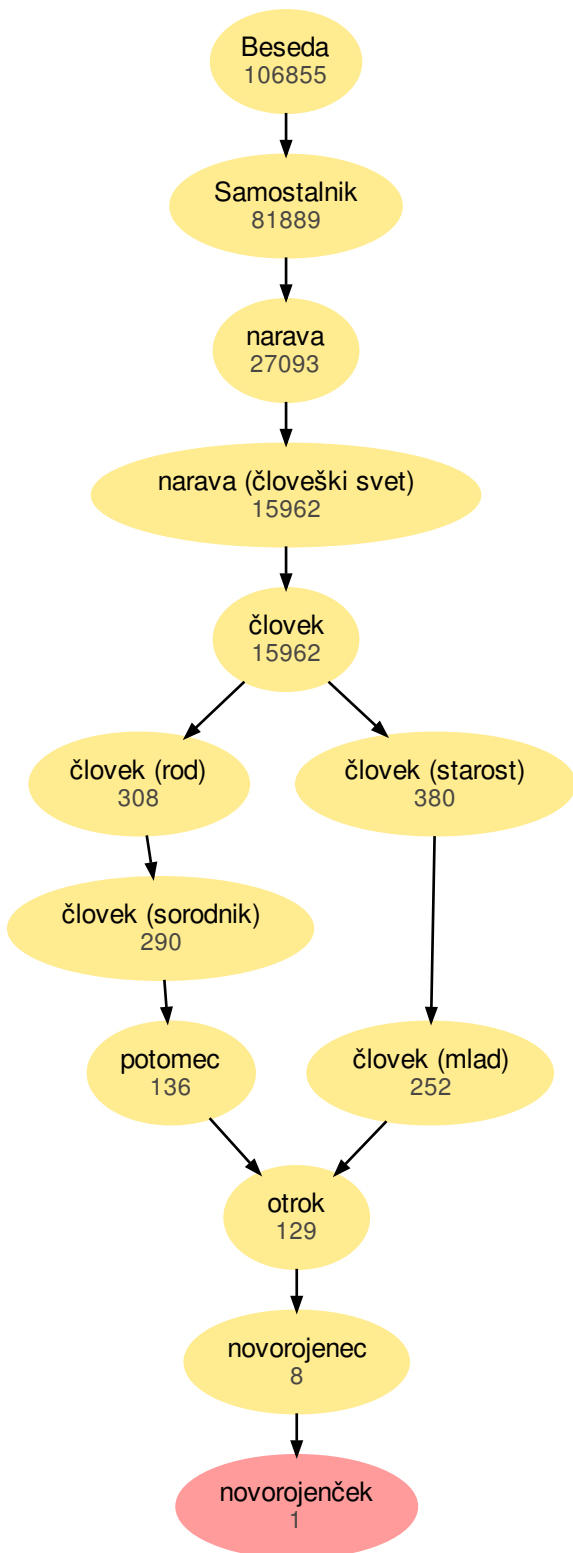 Beseda
106855
Samostalnik
81889
narava
27093
narava (človeški svet)
15962
človek
15962
človek (rod)
308
človek (starost)
380
človek (sorodnik)
290
potomec
136
človek (mlad)
252
otrok
129
novorojenec
8
novorojenček
1